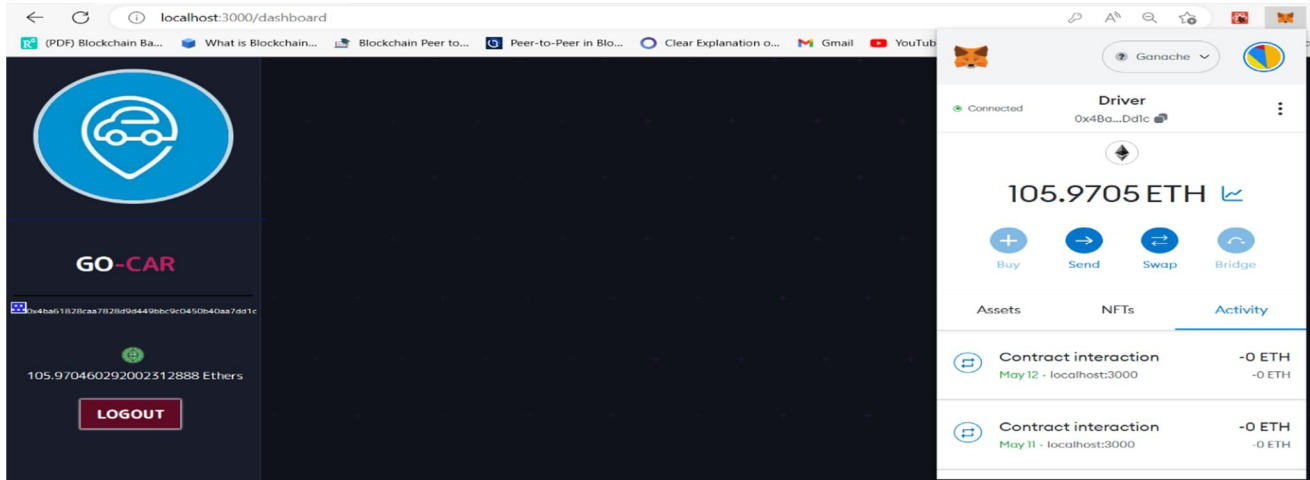 localhost:3000/dashboard
(PDF) Blockchain Ba...
What is Blockchain...
Blockchain Peer to...
Peer-to-Peer in Blo...
Clear Explanation o...
Gmail
YouTub
Ganache
Connected
Driver
0x4Ba...Dd1c
105.9705 ETH
Buy
Send
Swap
Bridge
Assets
NFTs
Activity
Contract interaction
-0 ETH
May 12 · localhost:3000
-0 ETH
Contract interaction
-0 ETH
May 11 · localhost:3000
-0 ETH
GO-CAR
0x4ba61828caa7828d9d449bbc9c0450b40aa7dd1c
105.970460292002312888 Ethers
LOGOUT